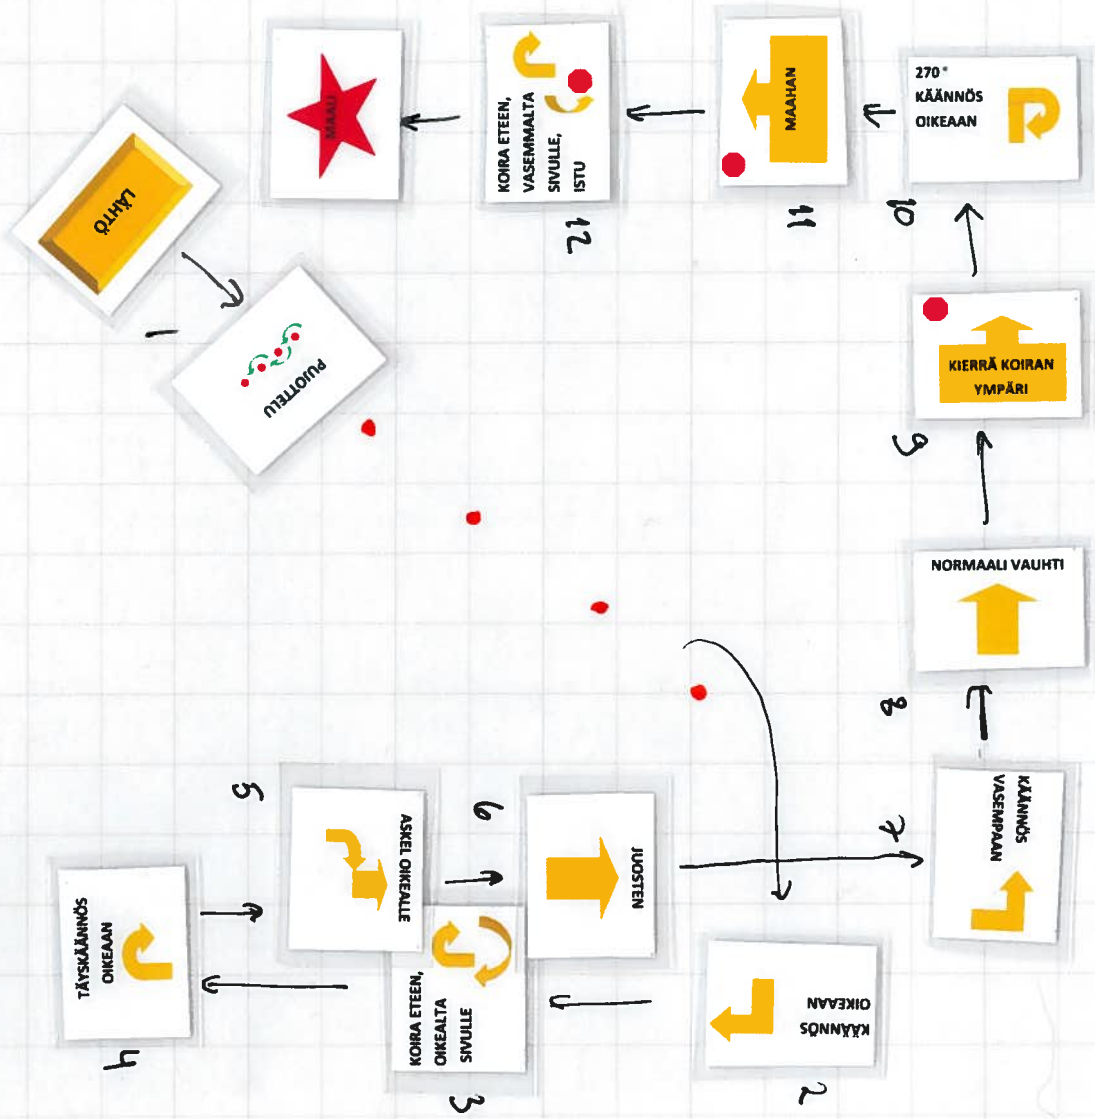 LÄHTÖ
1
PUJOTTELU
KÄÄNNÖS
OIKEAAN
2
KOIRA ETEEN,
OIKEALTA
SIVULLE
3
TÄYSKÄÄNNÖS
OIKEAAN
4
ASKEL OIKEALLE
5
JUOSTEN
6
KÄÄNNÖS
VASEMPAAN
7
NORMAALI VAUHTI
8
KIERRÄ KOIRAN
YMPÄRI
9
270°
KÄÄNNÖS
OIKEAAN
10
MAAHAN
11
KOIRA ETEEN,
VASEMMALTA
SIVULLE,
ISTU
12
MAALI